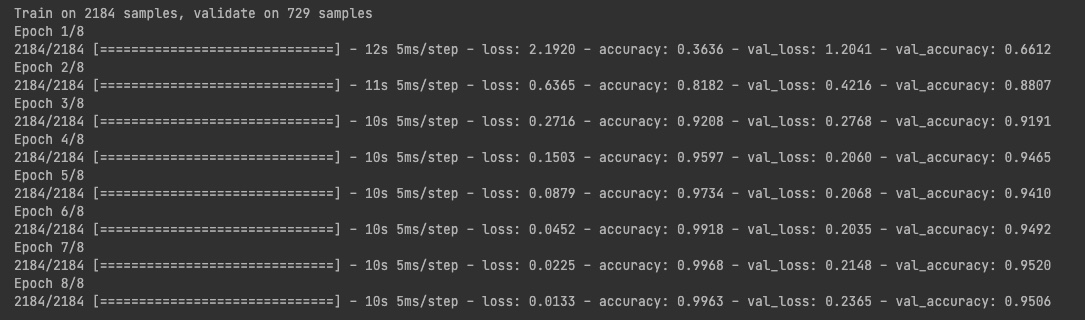 Train on 2184 samples, validate on 729 samples
Epoch 1/8
2184/2184 [==============================] - 12s 5ms/step - loss: 2.1920 - accuracy: 0.3636 - val_loss: 1.2041 - val_accuracy: 0.6612
Epoch 2/8
2184/2184 [==============================] - 11s 5ms/step - loss: 0.6365 - accuracy: 0.8182 - val_loss: 0.4216 - val_accuracy: 0.8807
Epoch 3/8
2184/2184 [==============================] - 10s 5ms/step - loss: 0.2716 - accuracy: 0.9208 - val_loss: 0.2768 - val_accuracy: 0.9191
Epoch 4/8
2184/2184 [==============================] - 10s 5ms/step - loss: 0.1503 - accuracy: 0.9597 - val_loss: 0.2060 - val_accuracy: 0.9465
Epoch 5/8
2184/2184 [==============================] - 10s 5ms/step - loss: 0.0879 - accuracy: 0.9734 - val_loss: 0.2068 - val_accuracy: 0.9410
Epoch 6/8
2184/2184 [==============================] - 10s 5ms/step - loss: 0.0452 - accuracy: 0.9918 - val_loss: 0.2035 - val_accuracy: 0.9492
Epoch 7/8
2184/2184 [==============================] - 10s 5ms/step - loss: 0.0225 - accuracy: 0.9968 - val_loss: 0.2148 - val_accuracy: 0.9520
Epoch 8/8
2184/2184 [==============================] - 10s 5ms/step - loss: 0.0133 - accuracy: 0.9963 - val_loss: 0.2365 - val_accuracy: 0.9506